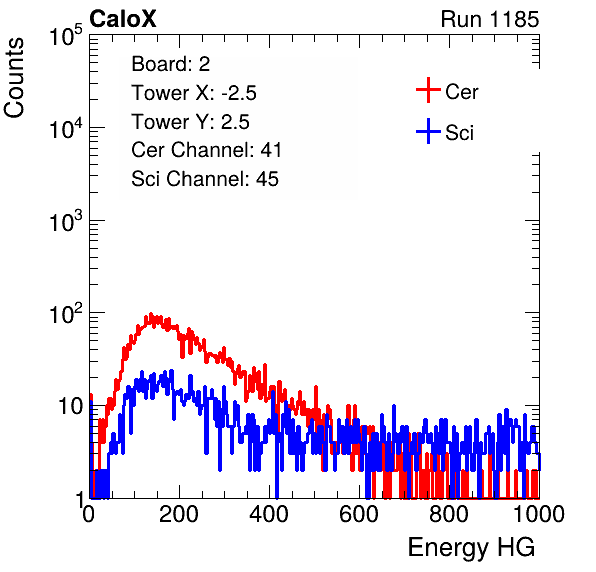 CaloX Run 1185
Counts
10^5
10^4
10^3
10^2
10
1
Board: 2
Tower X: -2.5
Tower Y: 2.5
Cer Channel: 41
Sci Channel: 45
Cer
Sci
0 200 400 600 800 1000
Energy HG